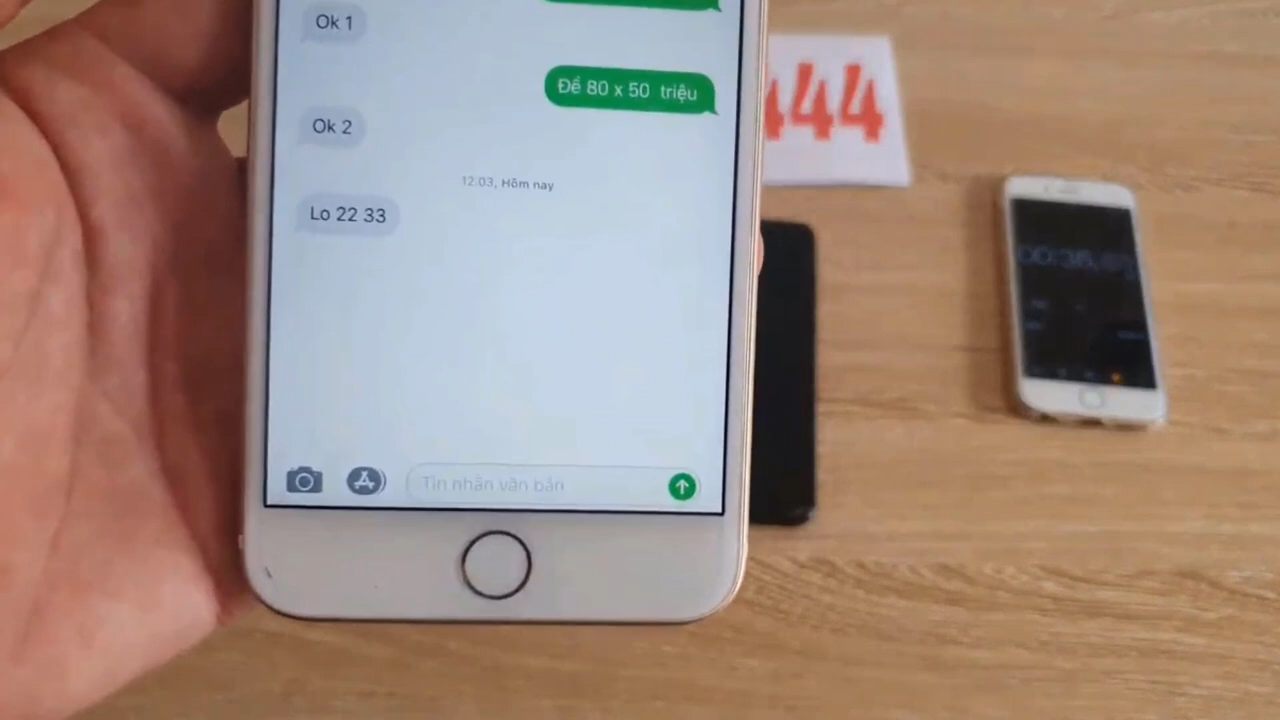 Ok 1
Để 80 x 50 triệu
444
Ok 2
12:03, Hôm nay
Lo 22 33
Tin nhắn văn bản